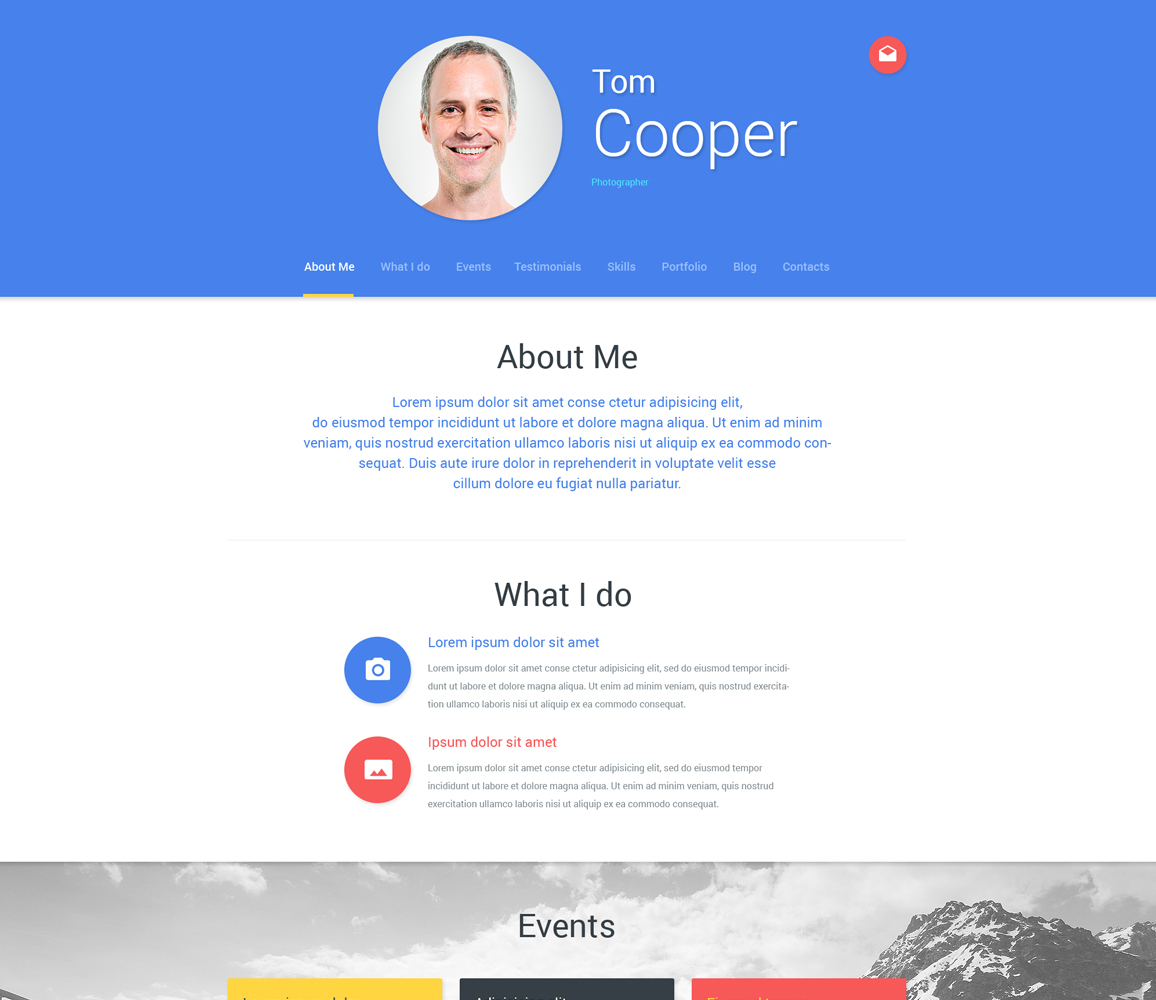 Tom
Cooper
Photographer
About Me What I do Events Testimonials Skills Portfolio Blog Contacts
About Me
Lorem ipsum dolor sit amet conse ctetur adipisicing elit,
do eiusmod tempor incididunt ut labore et dolore magna aliqua. Ut enim ad minim
veniam, quis nostrud exercitation ullamco laboris nisi ut aliquip ex ea commodo con-
sequat. Duis aute irure dolor in reprehenderit in voluptate velit esse
cillum dolore eu fugiat nulla pariatur.
What I do
Lorem ipsum dolor sit amet
Lorem ipsum dolor sit amet conse ctetur adipisicing elit, sed do eiusmod tempor incidi-
dunt ut labore et dolore magna aliqua. Ut enim ad minim veniam, quis nostrud exercita-
tion ullamco laboris nisi ut aliquip ex ea commodo consequat.
Ipsum dolor sit amet
Lorem ipsum dolor sit amet conse ctetur adipisicing elit, sed do eiusmod tempor
incididunt ut labore et dolore magna aliqua. Ut enim ad minim veniam, quis nostrud
exercitation ullamco laboris nisi ut aliquip ex ea commodo consequat.
Events